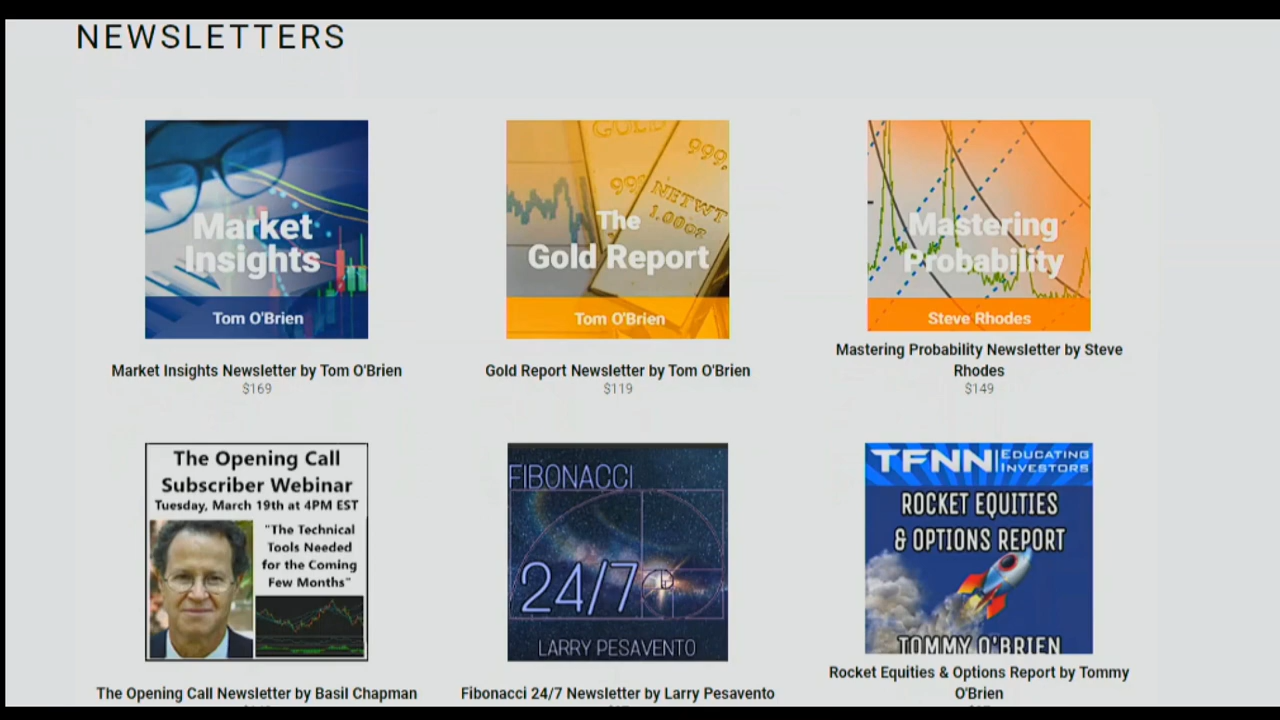 NEWSLETTERS
GOLD
999,
999
NETWT
1.000?
Market
Insights
Tom O'Brien
The
Gold Report
Tom O'Brien
Mastering
Probability
Steve Rhodes
Market Insights Newsletter by Tom O'Brien
$169
Gold Report Newsletter by Tom O'Brien
$119
Mastering Probability Newsletter by Steve
Rhodes
$149
The Opening Call
Subscriber Webinar
Tuesday, March 19th at 4PM EST
"The Technical
Tools Needed
for the Coming
Few Months"
FIBONACCI
24/7
LARRY PESAVENTO
TFNN
EDUCATING
INVESTORS
ROCKET EQUITIES
& OPTIONS REPORT
TOMMY O'BRIEN
The Opening Call Newsletter by Basil Chapman
Fibonacci 24/7 Newsletter by Larry Pesavento
Rocket Equities & Options Report by Tommy
O'Brien